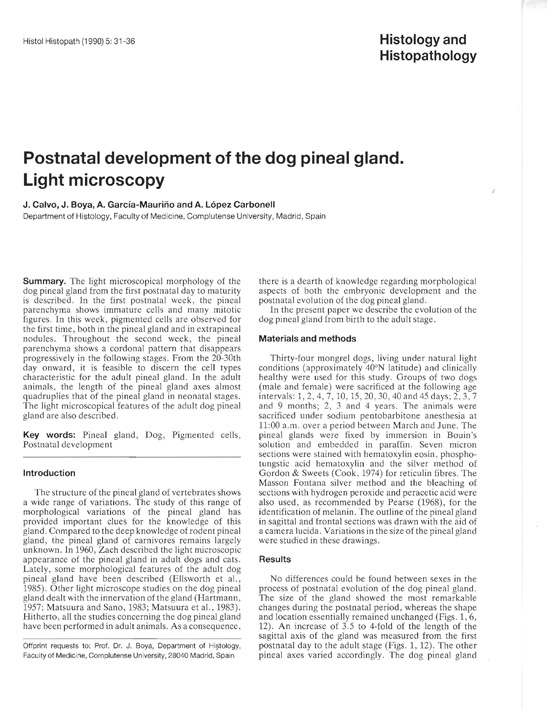 Histol Histopath (1990) 5: 31-36
Histology and
Histopathology
Postnatal development of the dog pineal gland.
Light microscopy
J. Calvo, J. Boya, A. García-Mauriño and A. López Carbonell
Department of Histology, Faculty of Medicine, Complutense University, Madrid, Spain
Summary. The light microscopical morphology of the
dog pineal gland from the first postnatal day to maturity
is described. In the first postnatal week, the pineal
parenchyma shows immature cells and many mitotic
figures. In this week, pigmented cells are observed for
the first time, both in the pineal gland and in extrapineal
nodules. Throughout the second week, the pineal
parenchyma shows a cordonal pattern that disappears
progressively in the following stages. From the 20-30th
day onward, it is feasible to discern the cell types
characteristic for the adult pineal gland. In the adult
animals, the length of the pineal gland axes almost
quadruplies that of the pineal gland in neonatal stages.
The light microscopical features of the adult dog pineal
gland are also described.
Key words: Pineal gland, Dog, Pigmented cells,
Postnatal development
Introduction
The structure of the pineal gland of vertebrates shows
a wide range of variations. The study of this range of
morphological variations of the pineal gland has
provided important clues for the knowledge of this
gland. Compared to the deep knowledge of rodent pineal
gland, the pineal gland of carnivores remains largely
unknown. In 1960, Zach described the light microscopic
appearance of the pineal gland in adult dogs and cats.
Lately, some morphological features of the adult dog
pineal gland have been described (Ellsworth et al.,
1985). Other light microscope studies on the dog pineal
gland dealt with the innervation of the gland (Hartmann,
1957; Matsuura and Sano, 1983; Matsuura et al., 1983).
Hitherto, all the studies concerning the dog pineal gland
have been performed in adult animals. As a consequence,
Offprint requests to: Prof. Dr. J. Boya, Department of Histology,
Faculty of Medicine, Complutense University, 28040 Madrid, Spain
there is a dearth of knowledge regarding morphological
aspects of both the embryonic development and the
postnatal evolution of the dog pineal gland.
In the present paper we describe the evolution of the
dog pineal gland from birth to the adult stage.
Materials and methods
Thirty-four mongrel dogs, living under natural light
conditions (approximately 40ºN latitude) and clinically
healthy were used for this study. Groups of two dogs
(male and female) were sacrificed at the following age
intervals: 1, 2, 4, 7, 10, 15, 20, 30, 40 and 45 days; 2, 3, 7
and 9 months; 2, 3 and 4 years. The animals were
sacrificed under sodium pentobarbitone anesthesia at
11:00 a.m. over a period between March and June. The
pineal glands were fixed by immersion in Bouin's
solution and embedded in paraffin. Seven micron
sections were stained with hematoxylin eosin, phospho-
tungstic acid hematoxylin and the silver method of
Gordon & Sweets (Cook, 1974) for reticuline fibres. The
Masson Fontana silver method and the bleaching of
sections with hydrogen peroxide and peracetic acid were
also used, as recommended by Pearse (1968), for the
identification of melanin. The outline of the pineal gland
in sagittal and frontal sections was drawn with the aid of
a camera lucida. Variations in the size of the pineal gland
were studied in these drawings.
Results
No differences could be found between sexes in the
process of postnatal evolution of the dog pineal gland.
The size of the gland showed the most remarkable
changes during the postnatal period, whereas the shape
and location essentially remained unchanged (Figs. 1, 6,
12). An increase of 3.5 to 4-fold of the length of the
sagittal axis of the gland was measured from the first
postnatal day to the adult stage (Figs. 1, 12). The other
pineal axes varied accordingly. The dog pineal gland